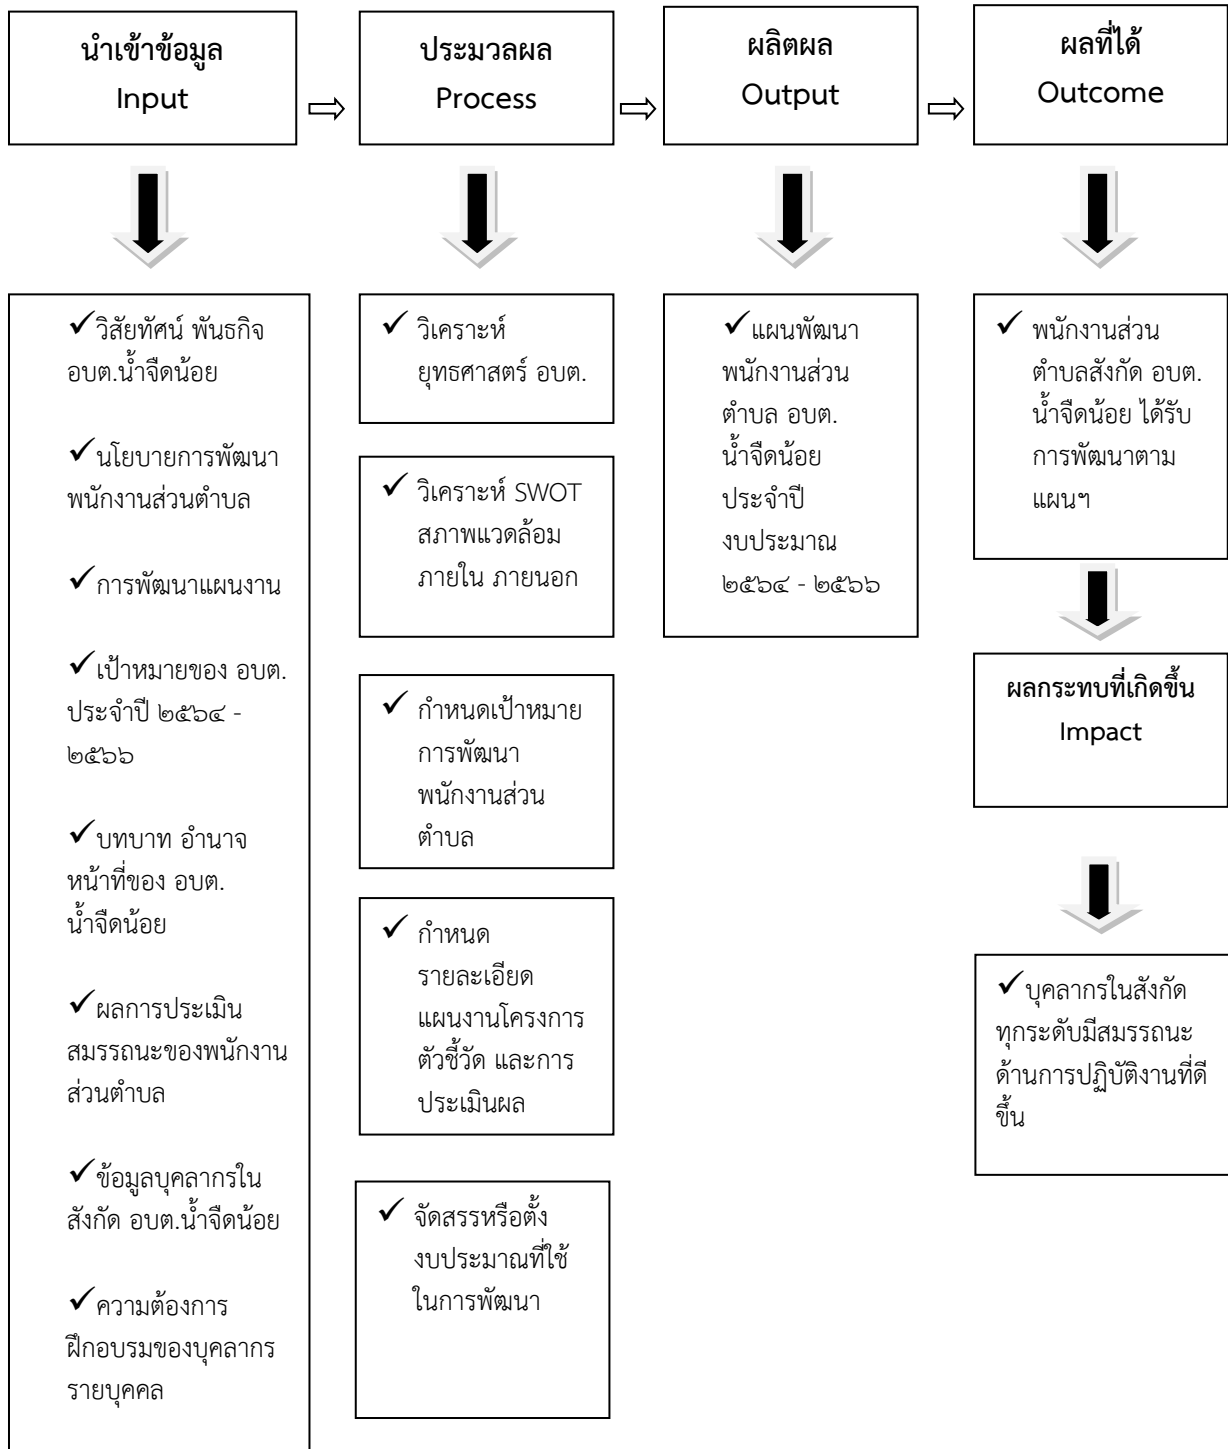 นำเข้าข้อมูล
Input
ประมวลผล
Process
ผลิตผล
Output
ผลที่ได้
Outcome
✓วิสัยทัศน์ พันธกิจ
อบต.น้ำจืดน้อย
✓นโยบายการพัฒนา
พนักงานส่วนตำบล
✓การพัฒนาแผนงาน
✓เป้าหมายของ อบต.
ประจำปี ๒๕๖๔ -
๒๕๖๖
✓บทบาท อำนาจ
หน้าที่ของ อบต.
น้ำจืดน้อย
✓ผลการประเมิน
สมรรถนะของพนักงาน
ส่วนตำบล
✓ข้อมูลบุคลากรใน
สังกัด อบต.น้ำจืดน้อย
✓ความต้องการ
ฝึกอบรมของบุคลากร
รายบุคคล
✓ วิเคราะห์
ยุทธศาสตร์ อบต.
✓ วิเคราะห์ SWOT
สภาพแวดล้อม
ภายใน ภายนอก
✓ กำหนดเป้าหมาย
การพัฒนา
พนักงานส่วน
ตำบล
✓ กำหนด
รายละเอียด
แผนงานโครงการ
ตัวชี้วัด และการ
ประเมินผล
✓ จัดสรรหรือตั้ง
งบประมาณที่ใช้
ในการพัฒนา
✓แผนพัฒนา
พนักงานส่วน
ตำบล อบต.
น้ำจืดน้อย
ประจำปี
งบประมาณ
๒๕๖๔ - ๒๕๖๖
✓ พนักงานส่วน
ตำบลสังกัด อบต.
น้ำจืดน้อย ได้รับ
การพัฒนาตาม
แผนฯ
ผลกระทบที่เกิดขึ้น
Impact
✓บุคลากรในสังกัด
ทุกระดับมีสมรรถนะ
ด้านการปฏิบัติงานที่ดี
ขึ้น